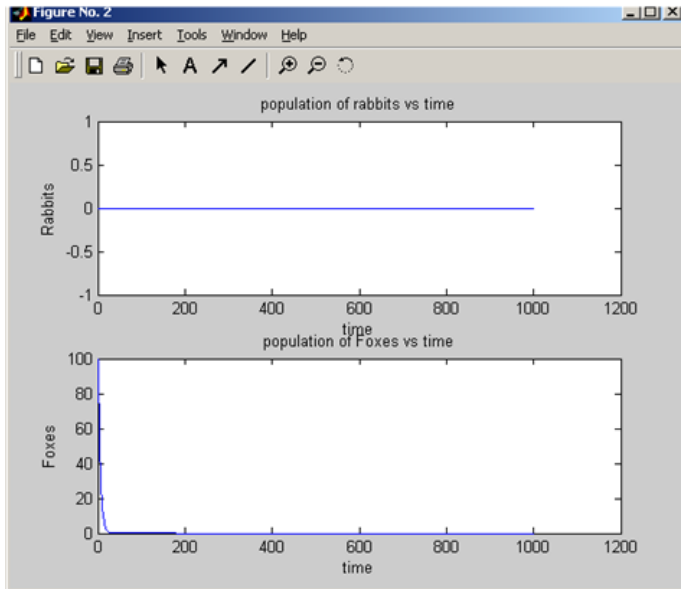 Figure No. 2
File Edit View Insert Tools Window Help
A
population of rabbits vs time
1
0.5
0
-0.5
-1
Rabbits
0 200 400 600 800 1000 1200
time
population of Foxes vs time
100
80
60
40
20
0
Foxes
0 200 400 600 800 1000 1200
time